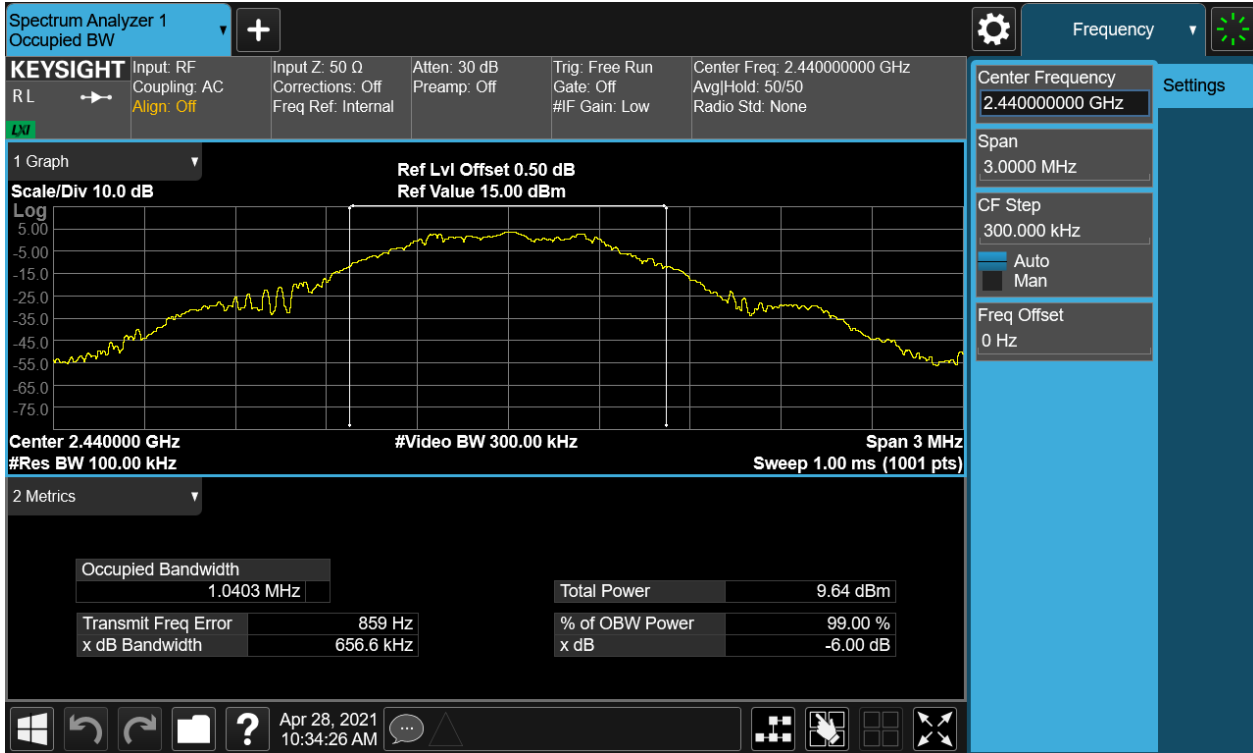 Spectrum Analyzer 1
Occupied BW
Frequency
KEYSIGHT
R L
LXI
Input: RF
Coupling: AC
Align: Off
Input Z: 50 Ω
Corrections: Off
Freq Ref: Internal
Atten: 30 dB
Preamp: Off
Trig: Free Run
Gate: Off
#IF Gain: Low
Center Freq: 2.440000000 GHz
Avg|Hold: 50/50
Radio Std: None
Center Frequency
2.440000000 GHz
Settings
Span
3.0000 MHz
CF Step
300.000 kHz
Auto
Man
Freq Offset
0 Hz
1 Graph
Scale/Div 10.0 dB
Ref Lvl Offset 0.50 dB
Ref Value 15.00 dBm
Log
5.00
-5.00
-15.0
-25.0
-35.0
-45.0
-55.0
-65.0
-75.0
Center 2.440000 GHz
#Video BW 300.00 kHz
Span 3 MHz
#Res BW 100.00 kHz
Sweep 1.00 ms (1001 pts)
2 Metrics
Occupied Bandwidth
1.0403 MHz
Total Power 9.64 dBm
Transmit Freq Error 859 Hz
% of OBW Power 99.00 %
x dB Bandwidth 656.6 kHz
x dB -6.00 dB
?
Apr 28, 2021
10:34:26 AM